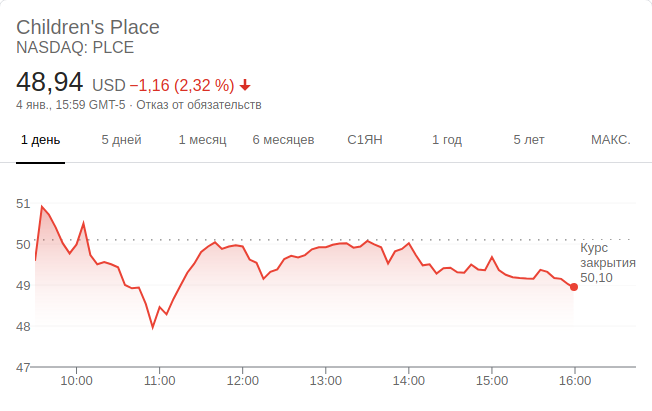 Children's Place
NASDAQ: PLCE
48,94 USD −1,16 (2,32 %)
4 янв., 15:59 GMT-5 · Отказ от обязательств
1 день 5 дней 1 месяц 6 месяцев С1ЯН 1 год 5 лет МАКС.
51
50
49
48
47
Курс
закрытия
50,10
10:00 11:00 12:00 13:00 14:00 15:00 16:00